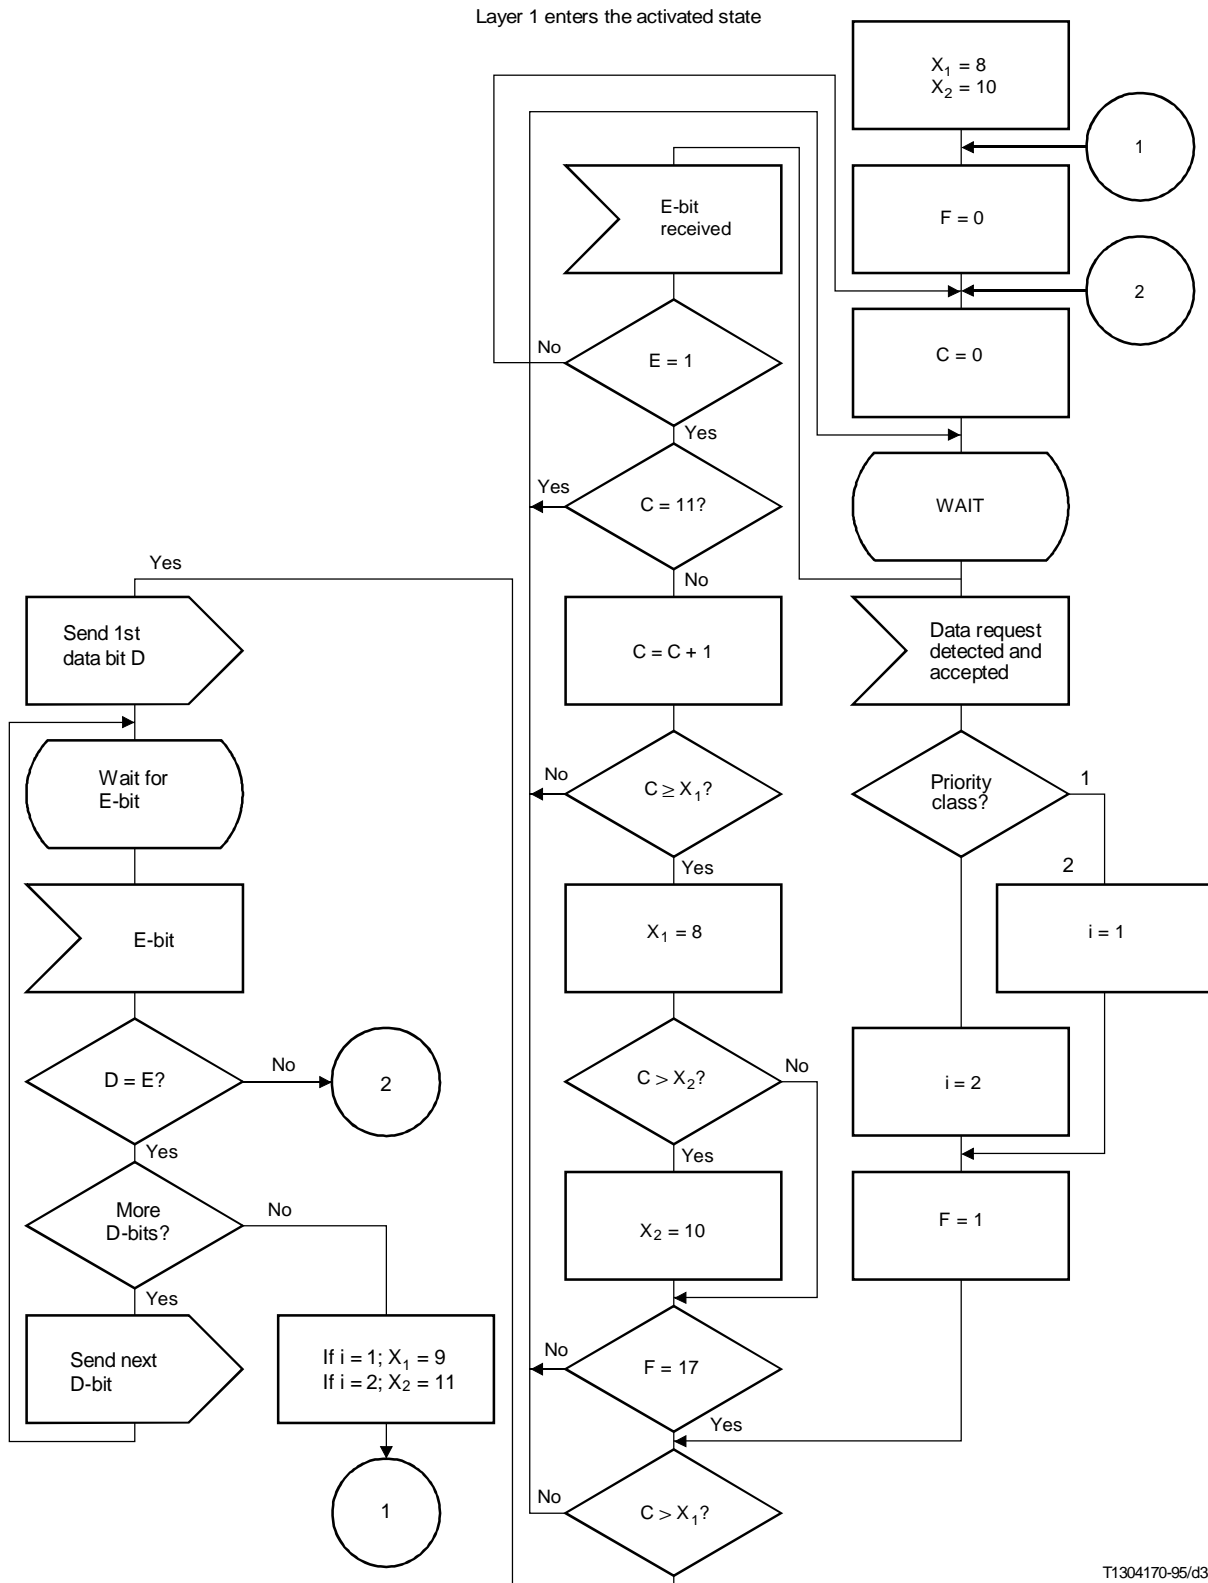 Layer 1 enters the activated state
X1 = 8
X2 = 10
1
F = 0
2
C = 0
WAIT
E-bit
received
No
E = 1
Yes
Yes
C = 11?
No
C = C + 1
No
C ≥ X1?
Yes
X1 = 8
C > X2?
No
Yes
X2 = 10
No
F = 17
Yes
No
C > X1?
Data request
detected and
accepted
Priority
class?
1
2
i = 1
i = 2
F = 1
Yes
Send 1st
data bit D
Wait for
E-bit
E-bit
D = E?
No
2
Yes
More
D-bits?
No
Yes
Send next
D-bit
If i = 1; X1 = 9
If i = 2; X2 = 11
1
T1304170-95/d3